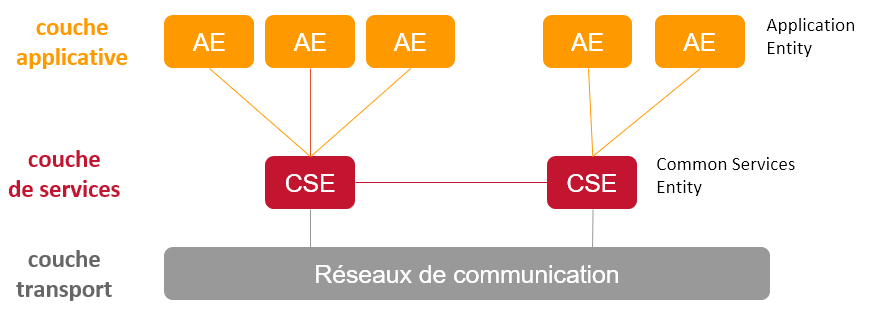 couche
applicative
AE
AE
AE
AE
AE
Application
Entity
couche
de services
CSE
CSE
Common Services
Entity
couche
transport
Réseaux de communication